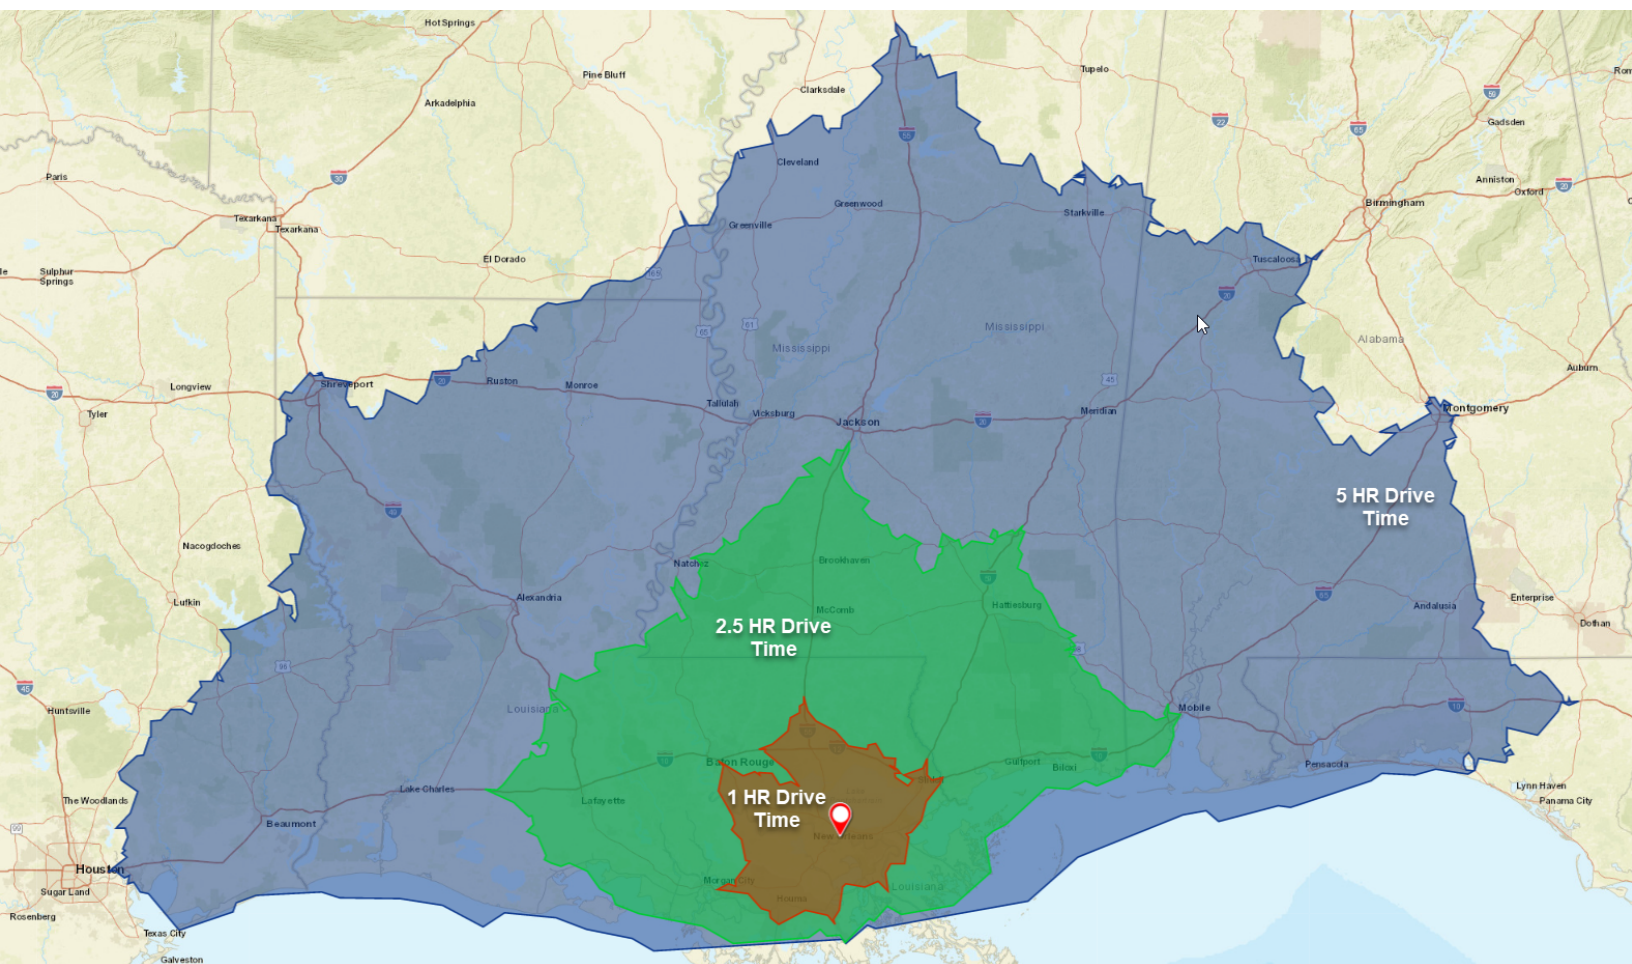 Hot Springs
Pine Bluff
Tupelo
Rom
Clarksdale
Arkadelphia
Gadsden
Cleveland
Paris
Anniston
Oxford
Greenwood
Birmingham
Starkville
Texarkana
Texarkana
Greenville
El Dorado
Tuscaloosa
Sulphur
Springs
Mississippi
Mississippi
Alabama
Auburn
Shreveport
Ruston
Monroe
Longview
Tallulah
Vicksburg
Meridian
Montgomery
Tyler
Jackson
5 HR Drive
Time
Nacogdoches
Natchez
Brookhaven
Alexandria
Enterprise
Lufkin
McComb
Hattiesburg
Andalusia
Dothan
2.5 HR Drive
Time
Huntsville
Louisiana
Mobile
Baton Rouge
Gulfport
Biloxi
Pensacola
Slidell
Lynn Haven
Lake Charles
Lafayette
Panama City
The Woodlands
1 HR Drive
Time
Beaumont
New Orleans
Houston
Morgan City
Louisiana
Sugar Land
Houma
Rosenberg
Texas City
Galveston